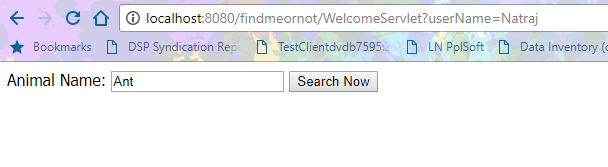 localhost:8080/findmeornot/WelcomeServlet?userName=Natraj
Bookmarks DSP Syndication Rep TestClientdvdb7595: LN PplSoft Data Inventory (c
Animal Name: Ant Search Now